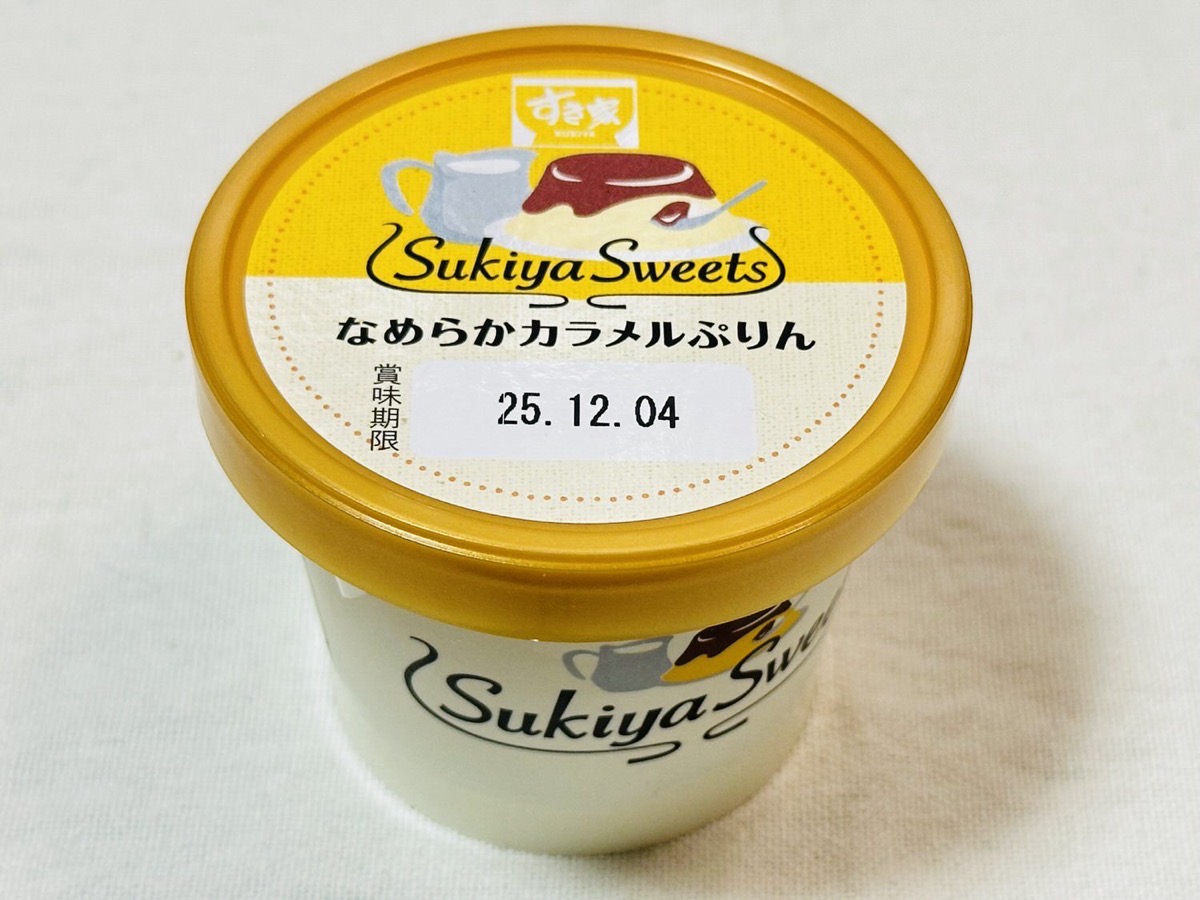 すき家
SUKIYA
Sukiya Sweets
なめらかカラメルぷりん
賞味期限
25.12.04
Sukiya Swee